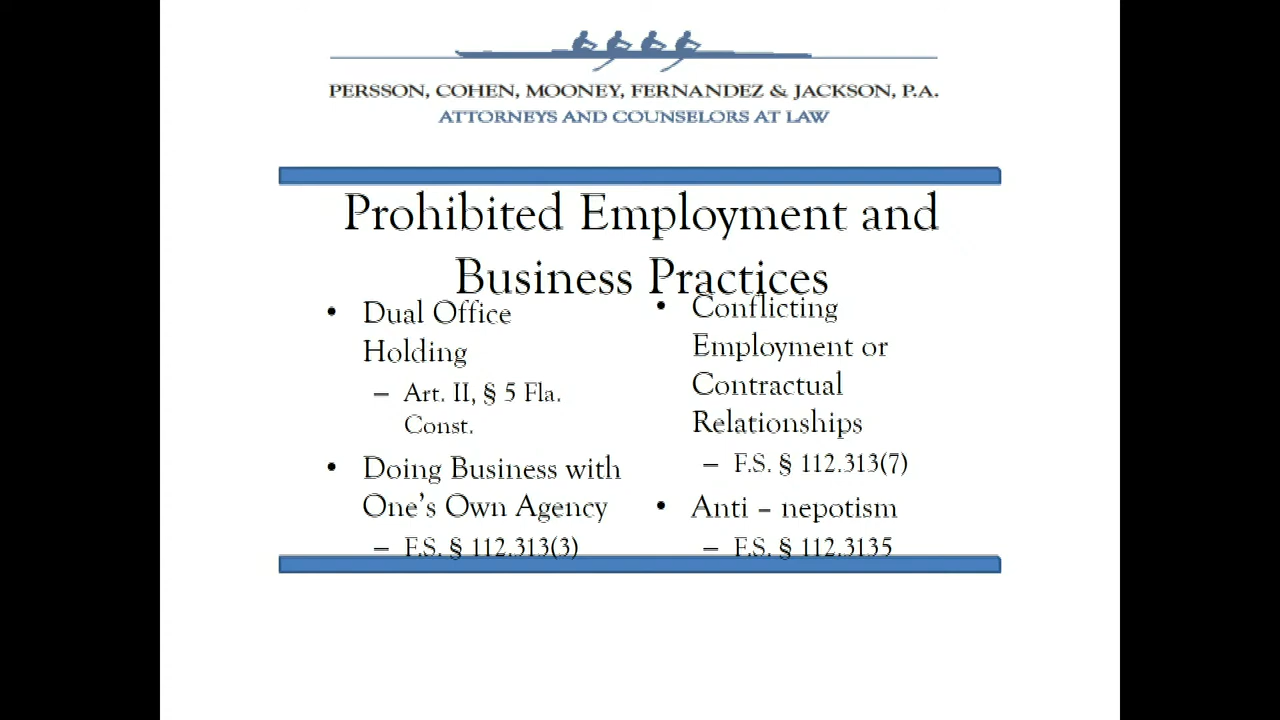 PERSSON, COHEN, MOONEY, FERNANDEZ & JACKSON, P.A.
ATTORNEYS AND COUNSELORS AT LAW
Prohibited Employment and
Business Practices
• Dual Office
Holding
– Art. II, § 5 Fla.
Const.
• Doing Business with
One's Own Agency
– F.S. § 112.313(3)
• Conflicting
Employment or
Contractual
Relationships
– F.S. § 112.313(7)
• Anti – nepotism
– F.S. § 112.3135